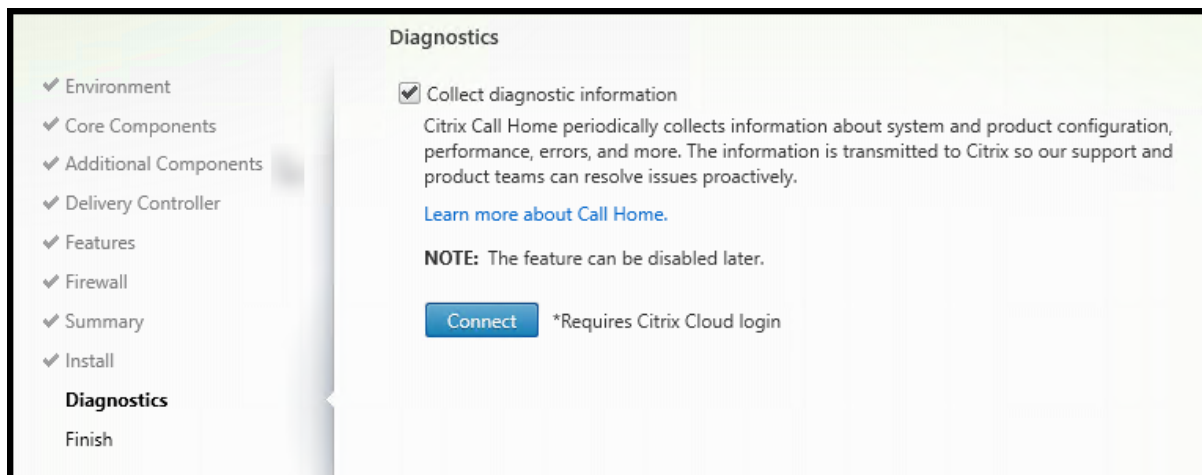 Diagnostics
Environment
Core Components
Additional Components
Delivery Controller
Features
Firewall
Summary
Install
Diagnostics
Finish
Collect diagnostic information
Citrix Call Home periodically collects information about system and product configuration,
performance, errors, and more. The information is transmitted to Citrix so our support and
product teams can resolve issues proactively.
Learn more about Call Home.
NOTE: The feature can be disabled later.
Connect *Requires Citrix Cloud login